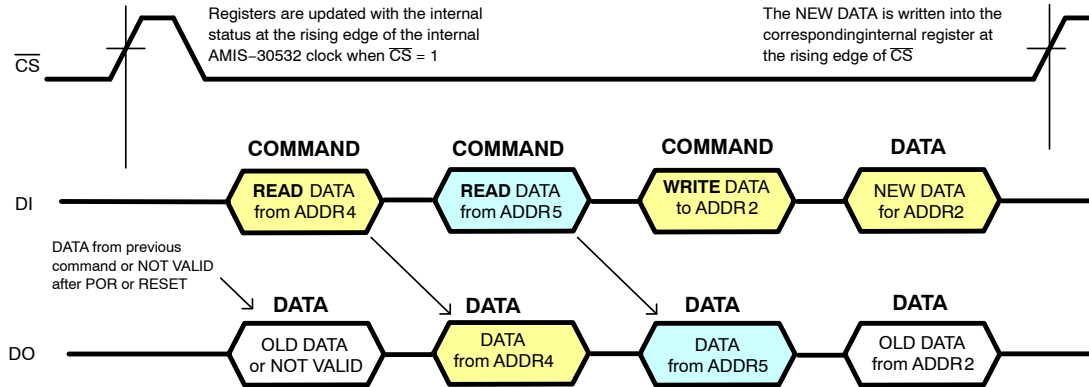 Registers are updated with the internal
status at the rising edge of the internal
AMIS−30532 clock when CS = 1
The NEW DATA is written into the
correspondinginternal register at
the rising edge of CS
CS
COMMAND
COMMAND
COMMAND
DATA
DI
READ DATA
from ADDR4
READ DATA
from ADDR5
WRITE DATA
to ADDR2
NEW DATA
for ADDR2
DATA from previous
command or NOT VALID
after POR or RESET
DATA
DATA
DATA
DATA
DO
OLD DATA
or NOT VALID
DATA
from ADDR4
DATA
from ADDR5
OLD DATA
from ADDR2